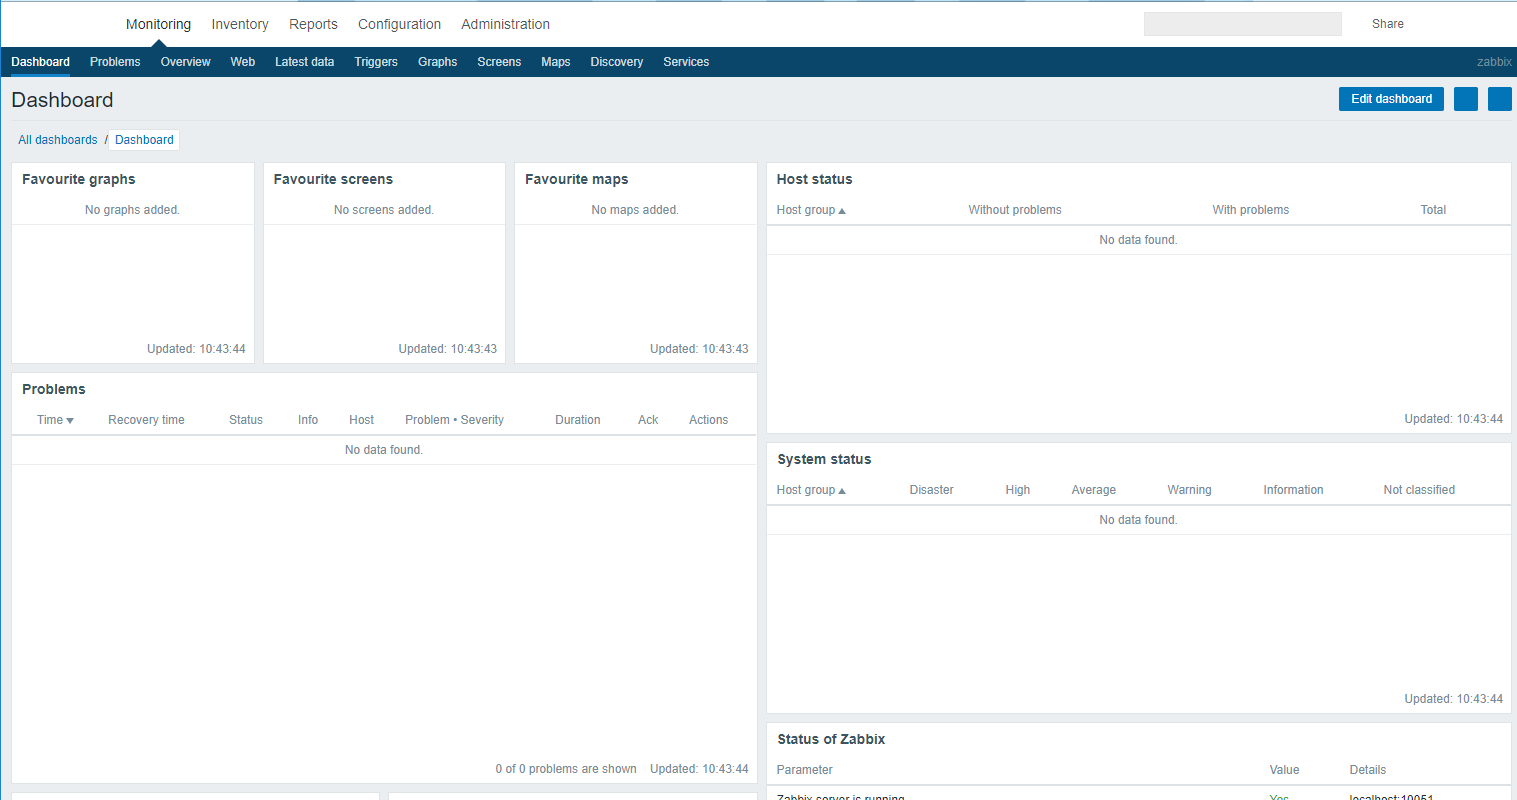 Monitoring Inventory Reports Configuration Administration Share
Dashboard Problems Overview Web Latest data Triggers Graphs Screens Maps Discovery Services zabbix
Dashboard
Edit dashboard
All dashboards / Dashboard
Favourite graphs
No graphs added.
Updated: 10:43:44
Favourite screens
No screens added.
Updated: 10:43:43
Favourite maps
No maps added.
Updated: 10:43:43
Host status
Host group Without problems With problems Total
No data found.
Updated: 10:43:44
Problems
Time Recovery time Status Info Host Problem • Severity Duration Ack Actions
No data found.
0 of 0 problems are shown Updated: 10:43:44
System status
Host group Disaster High Average Warning Information Not classified
No data found.
Updated: 10:43:44
Status of Zabbix
Parameter Value Details
Zabbix server is running Yes localhost:10051